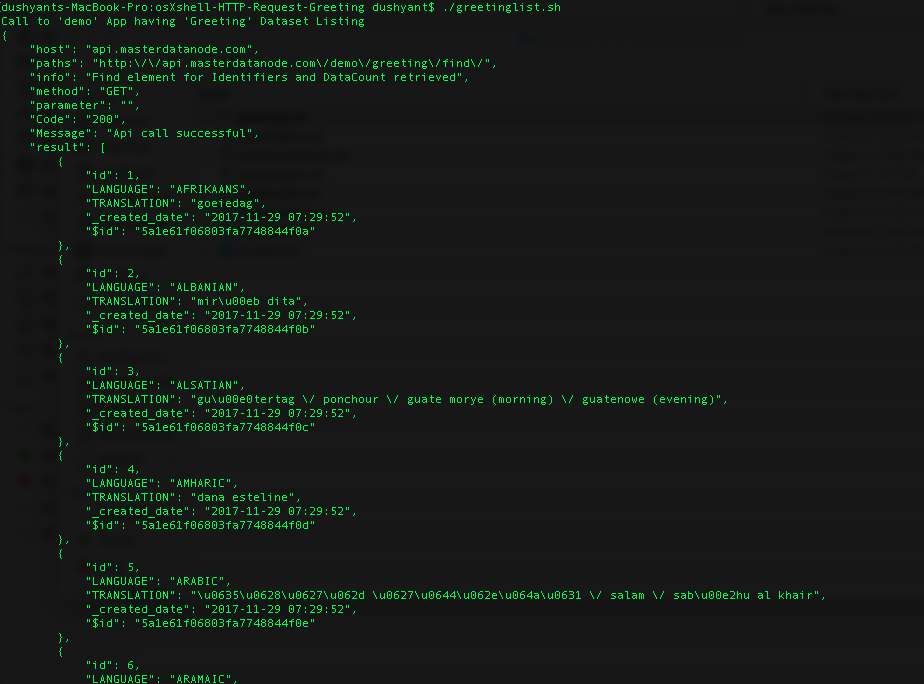 [dushyants-MacBook-Pro:osXshell-HTTP-Request-Greeting dushyant$ ./greetinglist.sh
Call to 'demo' App having 'Greeting' Dataset Listing
{
    "host": "api.masterdatanode.com",
    "paths": "http:\/\/api.masterdatanode.com\/demo\/greeting\/find\/",
    "info": "Find element for Identifiers and DataCount retrieved",
    "method": "GET",
    "parameter": "",
    "Code": "200",
    "Message": "Api call successful",
    "result": [
        {
            "id": 1,
            "LANGUAGE": "AFRIKAANS",
            "TRANSLATION": "goeiedag",
            "_created_date": "2017-11-29 07:29:52",
            "$id": "5a1e61f06803fa7748844f0a"
        },
        {
            "id": 2,
            "LANGUAGE": "ALBANIAN",
            "TRANSLATION": "mir\u00eb dita",
            "_created_date": "2017-11-29 07:29:52",
            "$id": "5a1e61f06803fa7748844f0b"
        },
        {
            "id": 3,
            "LANGUAGE": "ALSATIAN",
            "TRANSLATION": "gu\u00e0tertag \/ ponchour \/ guate morye (morning) \/ guatenowe (evening)",
            "_created_date": "2017-11-29 07:29:52",
            "$id": "5a1e61f06803fa7748844f0c"
        },
        {
            "id": 4,
            "LANGUAGE": "AMHARIC",
            "TRANSLATION": "dana esteline",
            "_created_date": "2017-11-29 07:29:52",
            "$id": "5a1e61f06803fa7748844f0d"
        },
        {
            "id": 5,
            "LANGUAGE": "ARABIC",
            "TRANSLATION": "\u0635\u0628\u0627\u062d \u0627\u0644\u062e\u064a\u0631 \/ salam \/ sab\u00e2hu al khair",
            "_created_date": "2017-11-29 07:29:52",
            "$id": "5a1e61f06803fa7748844f0e"
        },
        {
            "id": 6,
            "LANGUAGE": "ARAMAIC",